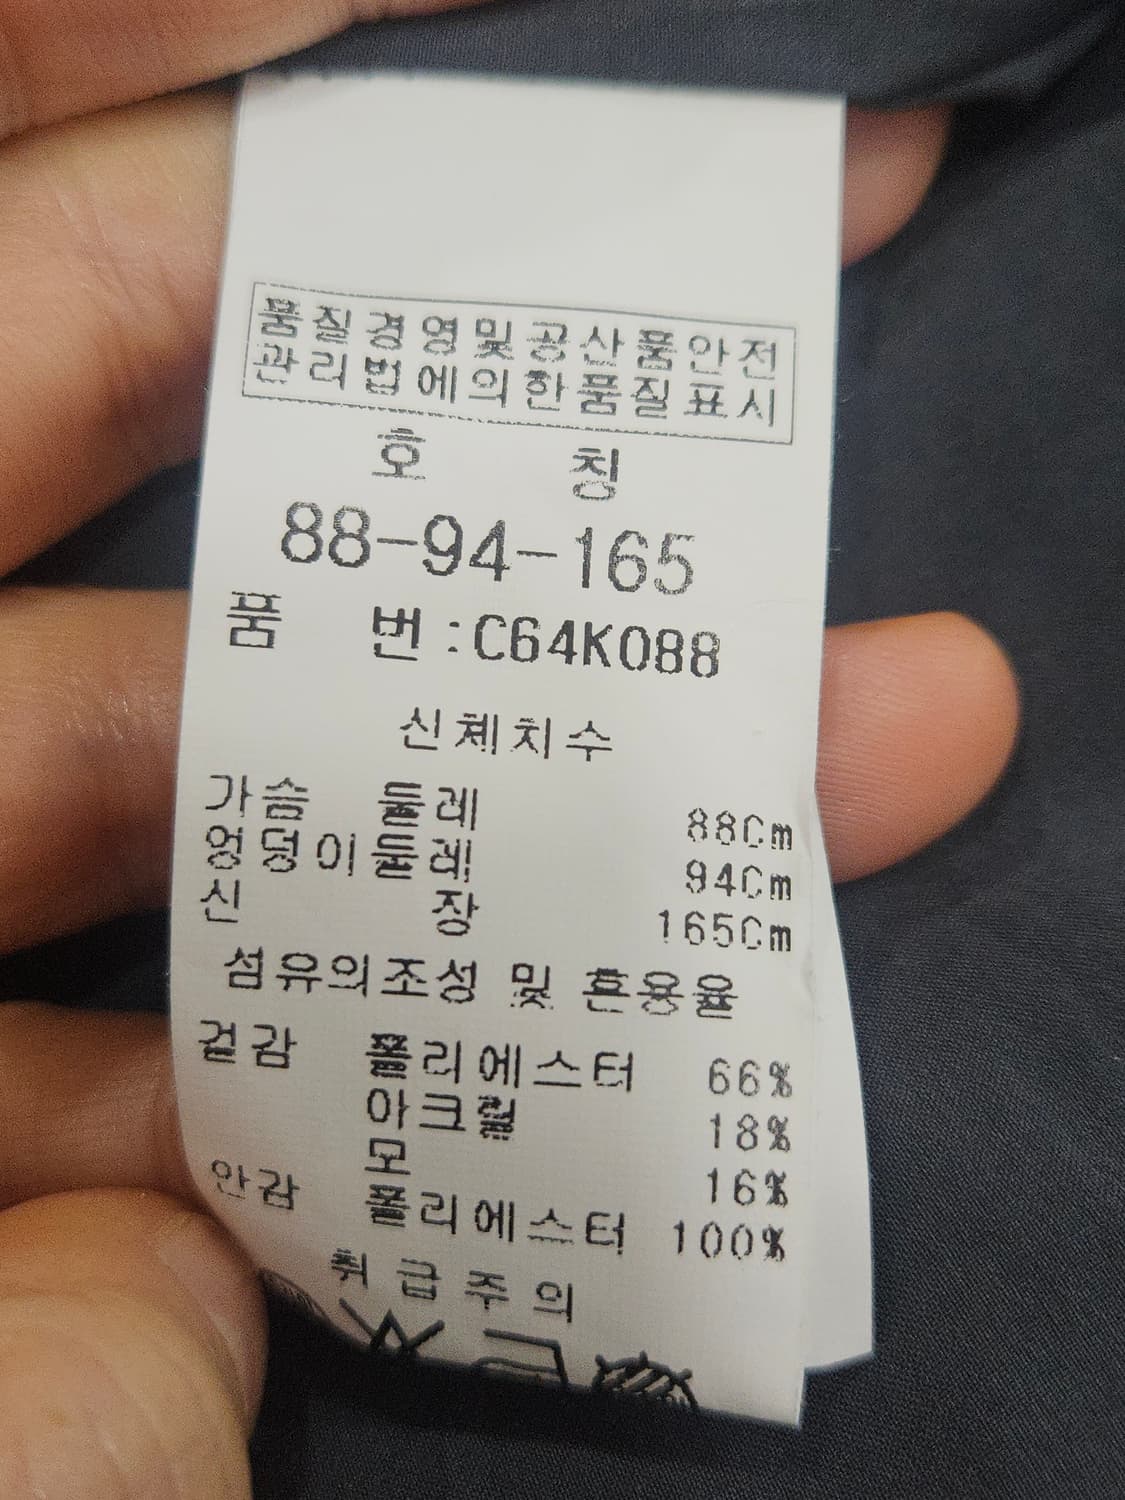 품질경영및공산품안전
관리법에의한품질표시
호 칭
88-94-165
품 번 :C64K088
신체치수
가슴 둘레 88Cm
엉덩이둘레 94Cm
신 장 165Cm
섬유의조성 및 혼용율
겉감 폴리에스터 66%
아크릴 18%
모 16%
안감 폴리에스터 100%
취급주의